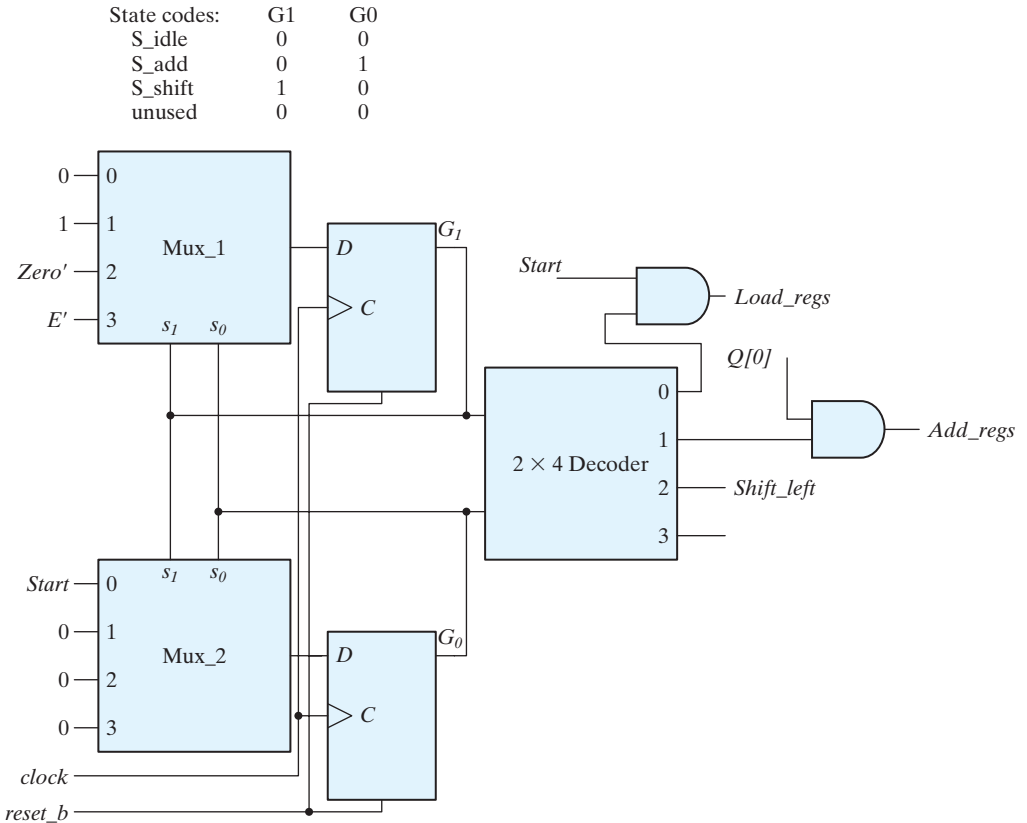 State codes: G1 G0
S_idle 0 0
S_add 0 1
S_shift 1 0
unused 0 0
0 0
1 1
Zero' 2
E' 3
Mux_1
s1 s0
D
C
G1
Start
Load_regs
Q[0]
Add_regs
2 × 4 Decoder
0
1
2
3
Shift_left
s1 s0
Start 0
0 1
0 2
0 3
Mux_2
D
C
G0
clock
reset_b